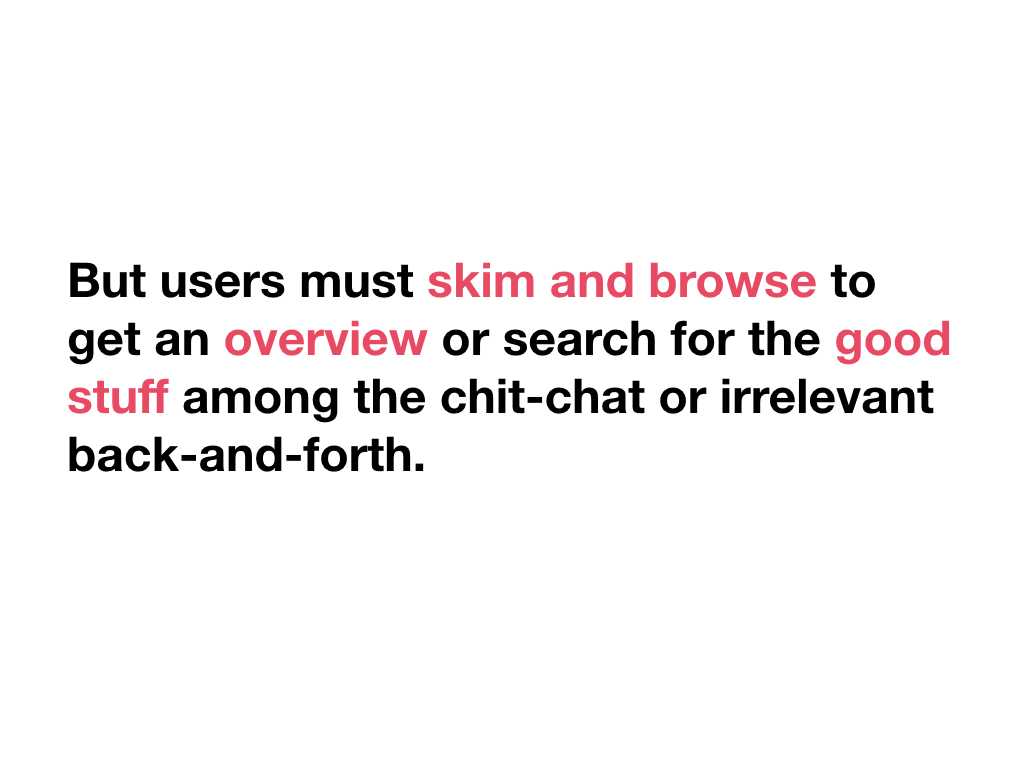 But users must skim and browse to
get an overview or search for the good
stuff among the chit-chat or irrelevant
back-and-forth.